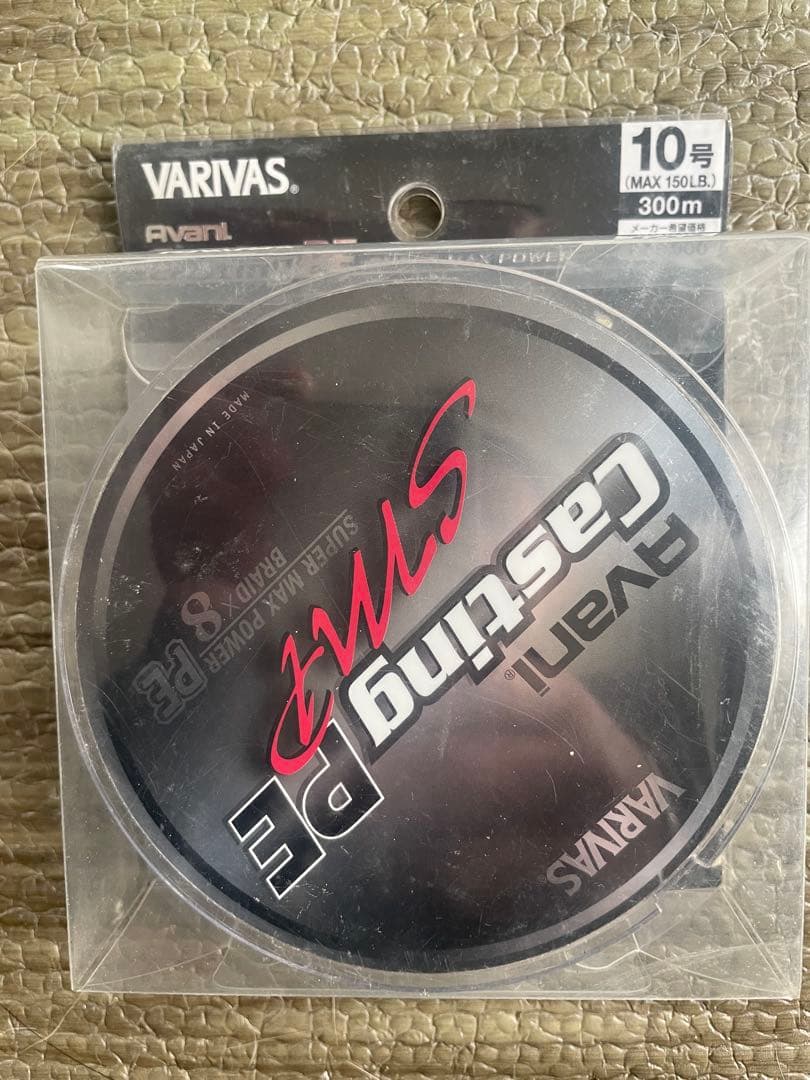 VARIVAS®
10号
(MAX 150LB.)
300m
メーカー希望価格
Avani
MAX POWER
Avani®
Casting
PE
SMP
SUPER MAX POWER
BRAID×8 PE
MADE IN JAPAN
VARIVAS